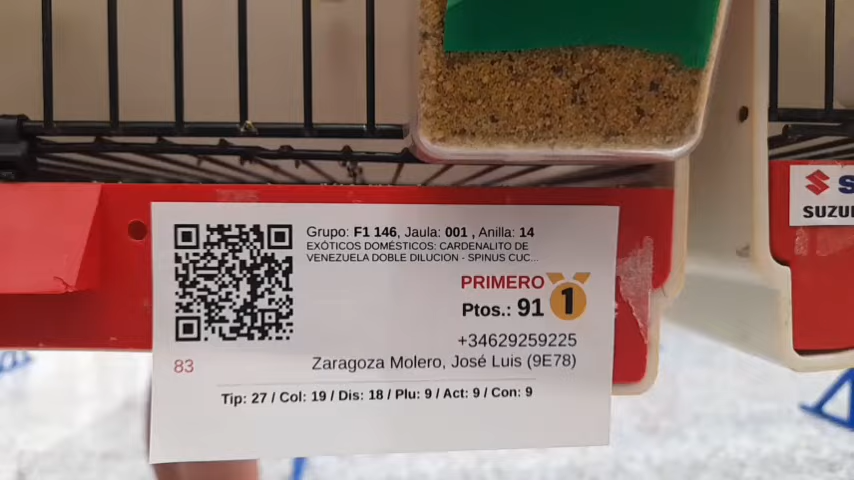 Grupo: F1 146, Jaula: 001 , Anilla: 14
EXÓTICOS DOMÉSTICOS: CARDENALITO DE
VENEZUELA DOBLE DILUCION - SPINUS CUC...
PRIMERO
1
Ptos.: 91
+34629259225
83
Zaragoza Molero, José Luis (9E78)
Tip: 27 / Col: 19 / Dis: 18 / Plu: 9 / Act: 9 / Con: 9